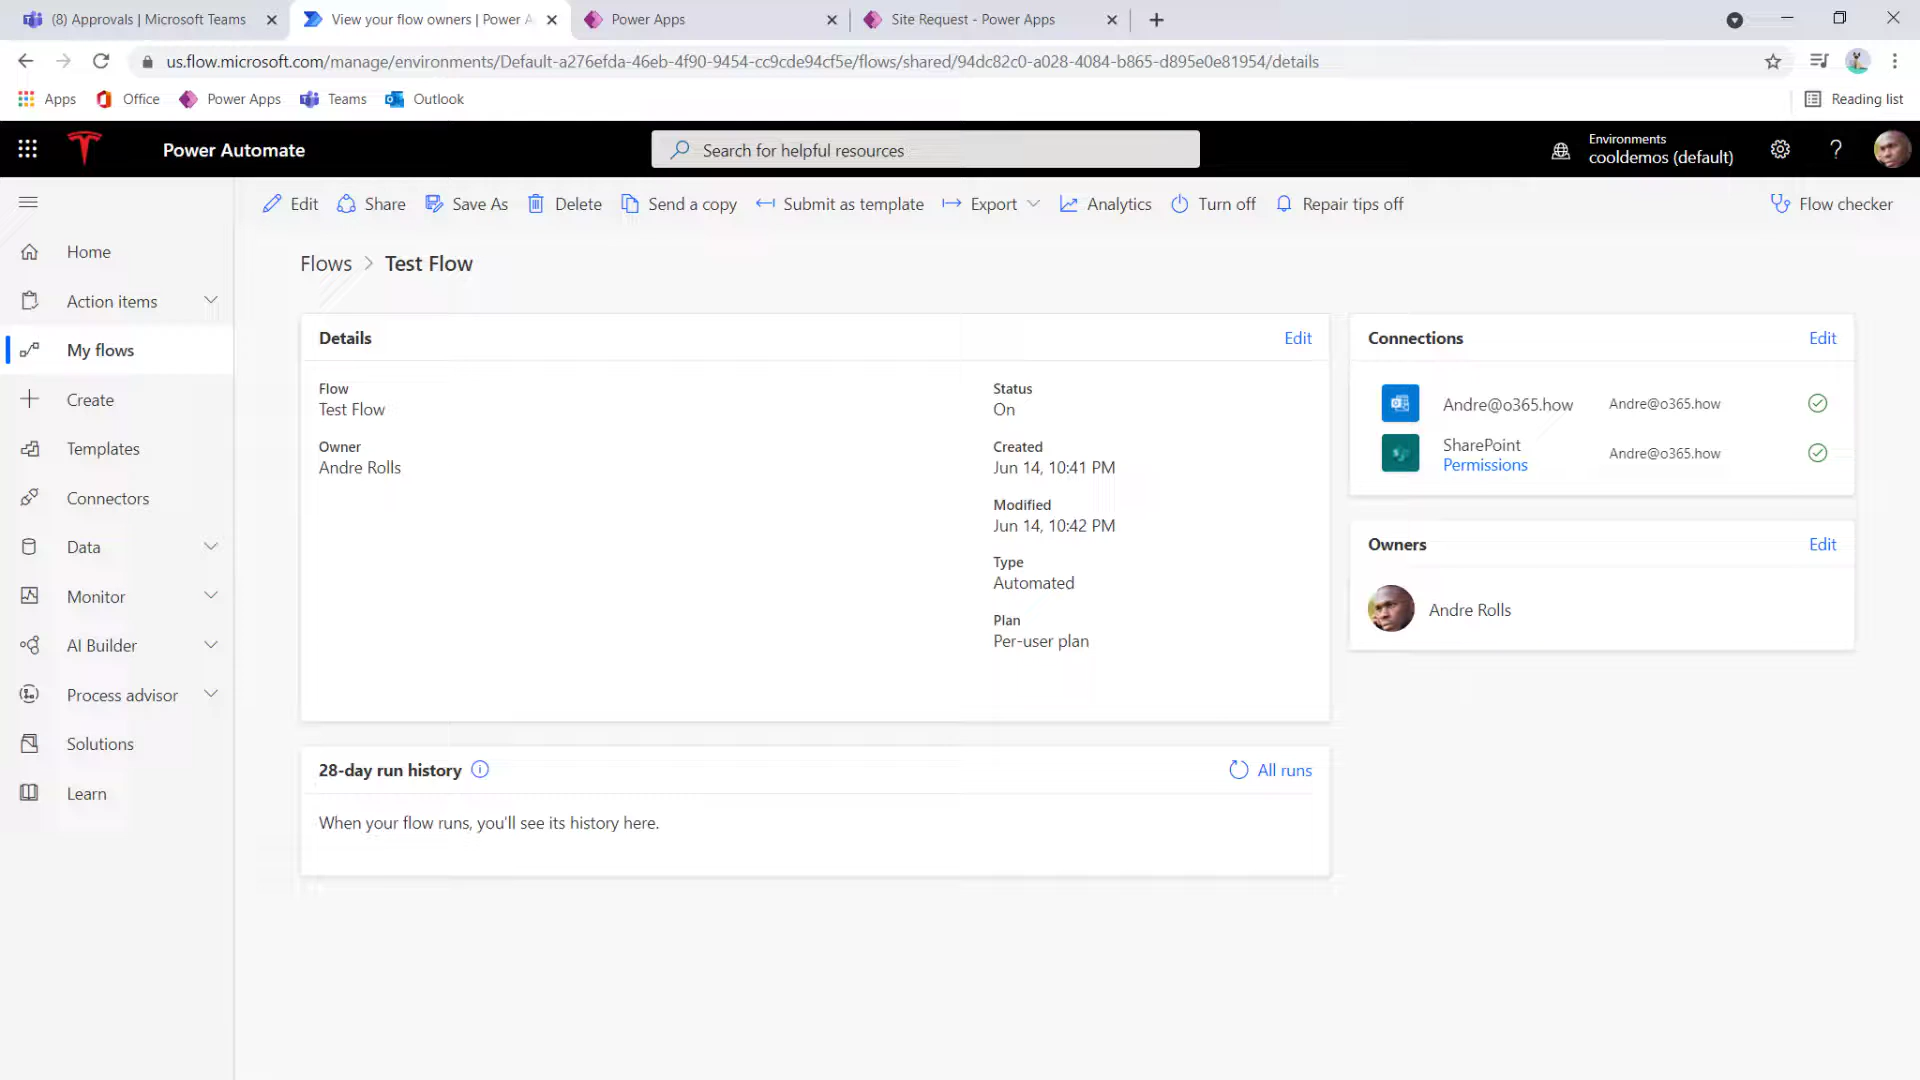 (8) Approvals | Microsoft Teams
View your flow owners | Power A
Power Apps
Site Request - Power Apps
us.flow.microsoft.com/manage/environments/Default-a276efda-46eb-4f90-9454-cc9cde94cf5e/flows/shared/94dc82c0-a028-4084-b865-d895e0e81954/details
Apps
Office
Power Apps
Teams
Outlook
Reading list
Power Automate
Search for helpful resources
Environments
cooldemos (default)
Edit
Share
Save As
Delete
Send a copy
Submit as template
Export
Analytics
Turn off
Repair tips off
Flow checker
Home
Action items
My flows
Create
Templates
Connectors
Data
Monitor
AI Builder
Process advisor
Solutions
Learn
Flows > Test Flow
Details
Edit
Flow
Test Flow
Owner
Andre Rolls
Status
On
Created
Jun 14, 10:41 PM
Modified
Jun 14, 10:42 PM
Type
Automated
Plan
Per-user plan
28-day run history
All runs
When your flow runs, you'll see its history here.
Connections
Edit
Andre@o365.how
Andre@o365.how
SharePoint
Permissions
Andre@o365.how
Owners
Edit
Andre Rolls